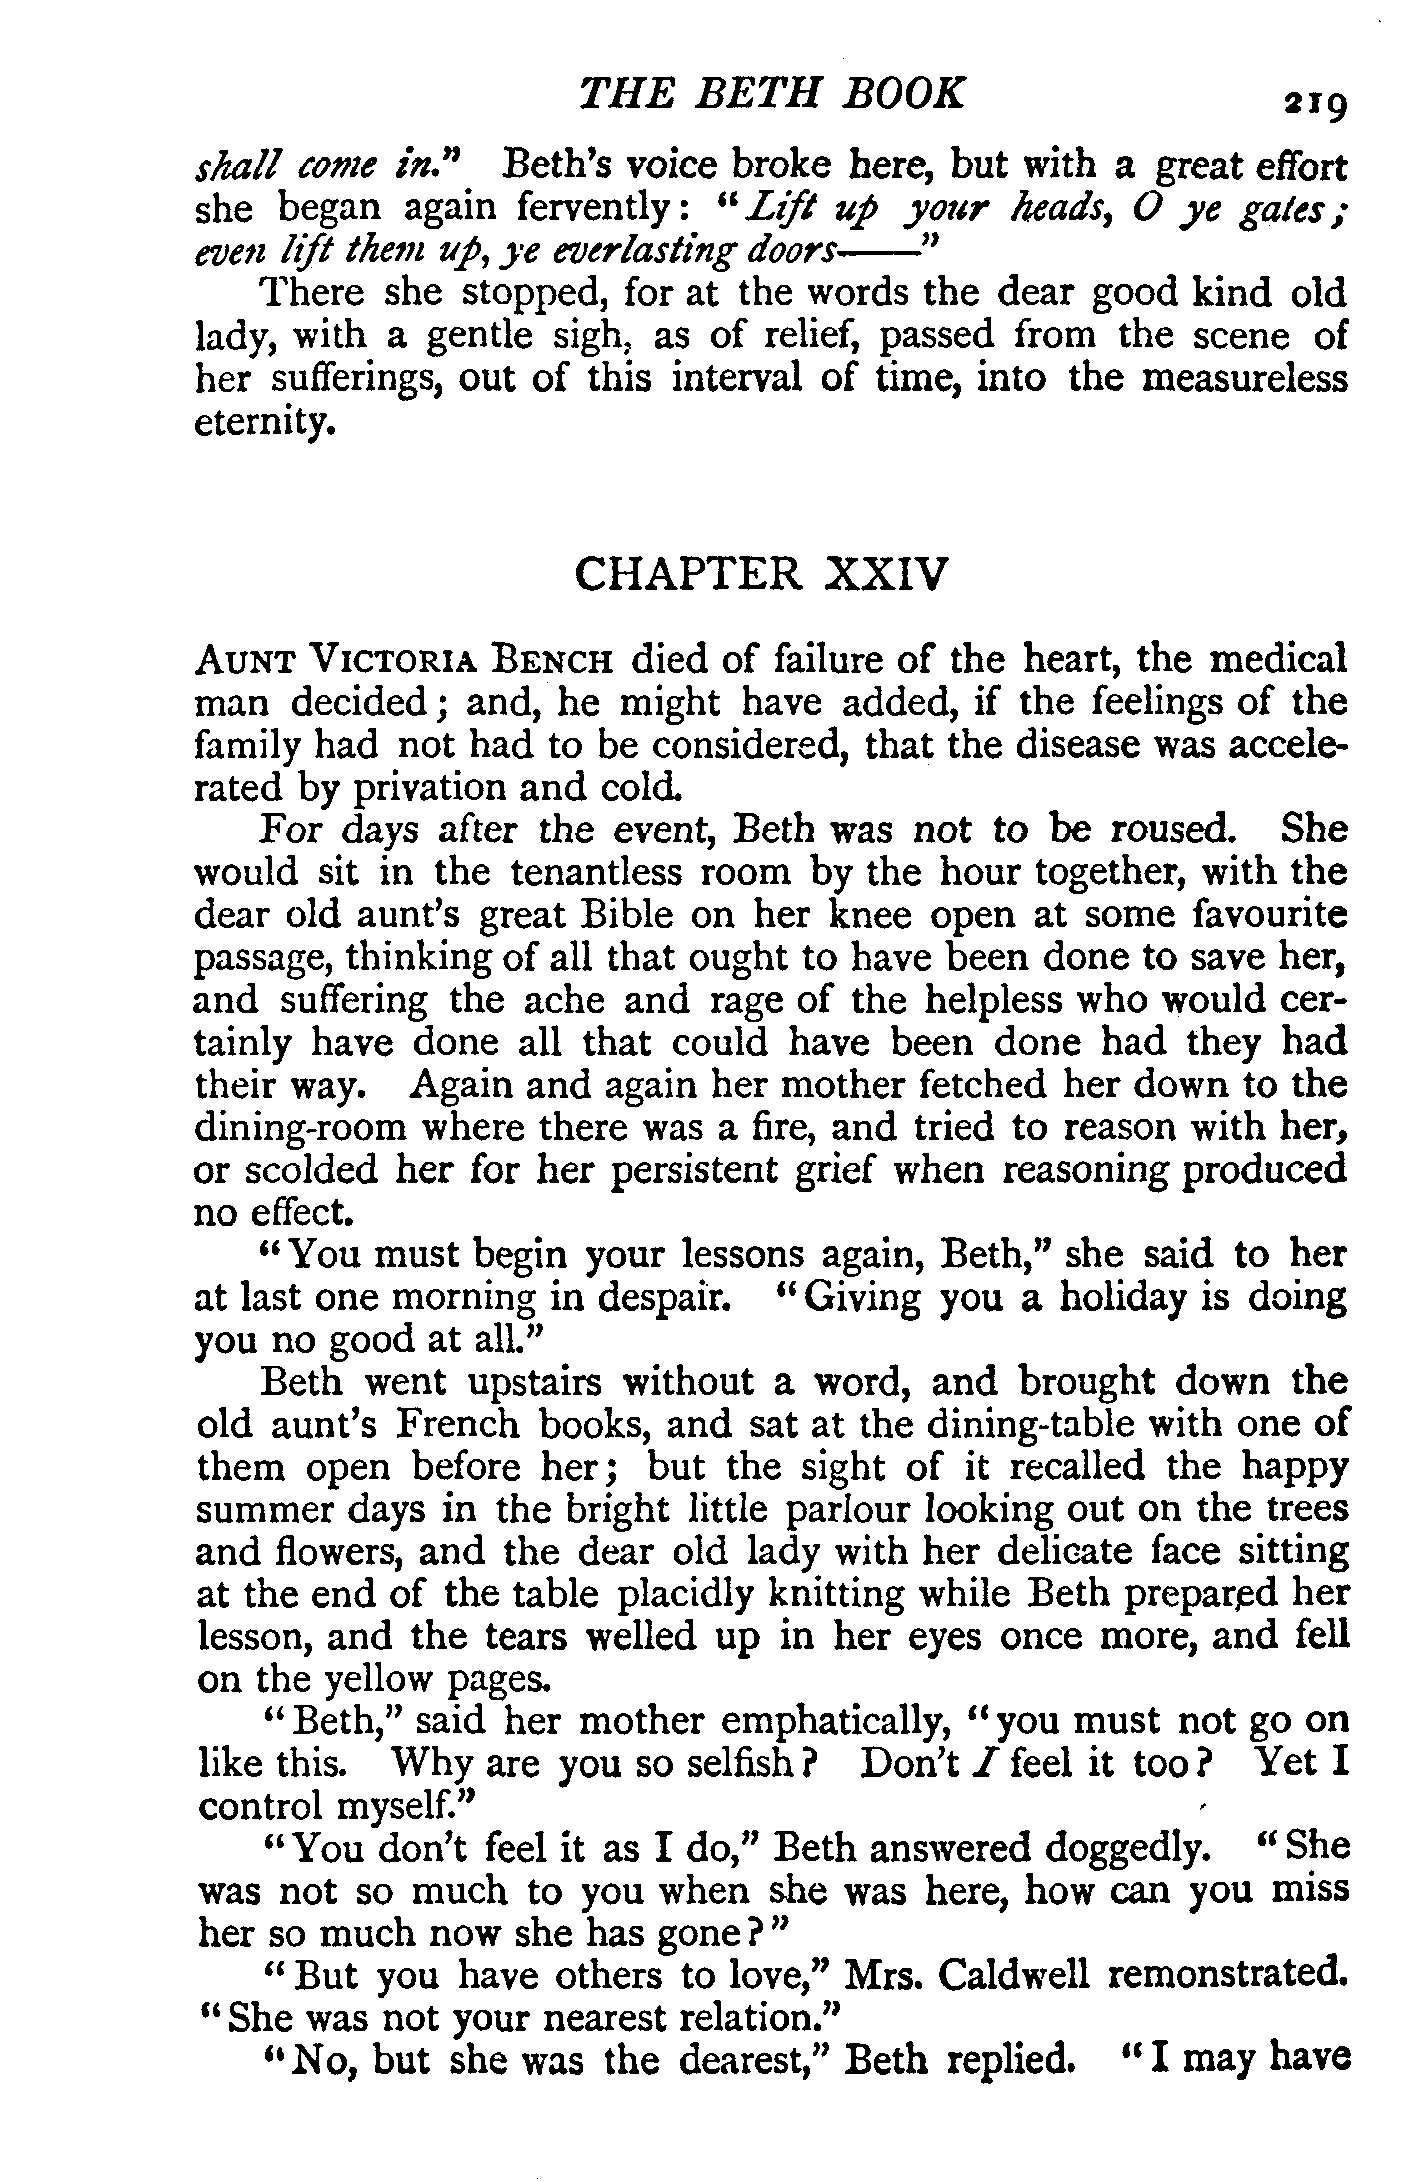 THE BETH BOOK 219
shall come in." Beth's voice broke here, but with a great effort
she began again fervently: "Lift up your heads, O ye gates;
even lift them up, ye everlasting doors——"
There she stopped, for at the words the dear good kind old
lady, with a gentle sigh, as of relief, passed from the scene of
her sufferings, out of this interval of time, into the measureless
eternity.
CHAPTER XXIV
AUNT VICTORIA BENCH died of failure of the heart, the medical
man decided; and, he might have added, if the feelings of the
family had not had to be considered, that the disease was accele-
rated by privation and cold.
For days after the event, Beth was not to be roused. She
would sit in the tenantless room by the hour together, with the
dear old aunt's great Bible on her knee open at some favourite
passage, thinking of all that ought to have been done to save her,
and suffering the ache and rage of the helpless who would cer-
tainly have done all that could have been done had they had
their way. Again and again her mother fetched her down to the
dining-room where there was a fire, and tried to reason with her,
or scolded her for her persistent grief when reasoning produced
no effect.
"You must begin your lessons again, Beth," she said to her
at last one morning in despair. "Giving you a holiday is doing
you no good at all."
Beth went upstairs without a word, and brought down the
old aunt's French books, and sat at the dining-table with one of
them open before her; but the sight of it recalled the happy
summer days in the bright little parlour looking out on the trees
and flowers, and the dear old lady with her delicate face sitting
at the end of the table placidly knitting while Beth prepared her
lesson, and the tears welled up in her eyes once more, and fell
on the yellow pages.
"Beth," said her mother emphatically, "you must not go on
like this. Why are you so selfish? Don't I feel it too? Yet I
control myself."
"You don't feel it as I do," Beth answered doggedly. "She
was not so much to you when she was here, how can you miss
her so much now she has gone?"
"But you have others to love," Mrs. Caldwell remonstrated.
"She was not your nearest relation."
"No, but she was the dearest," Beth replied. "I may have